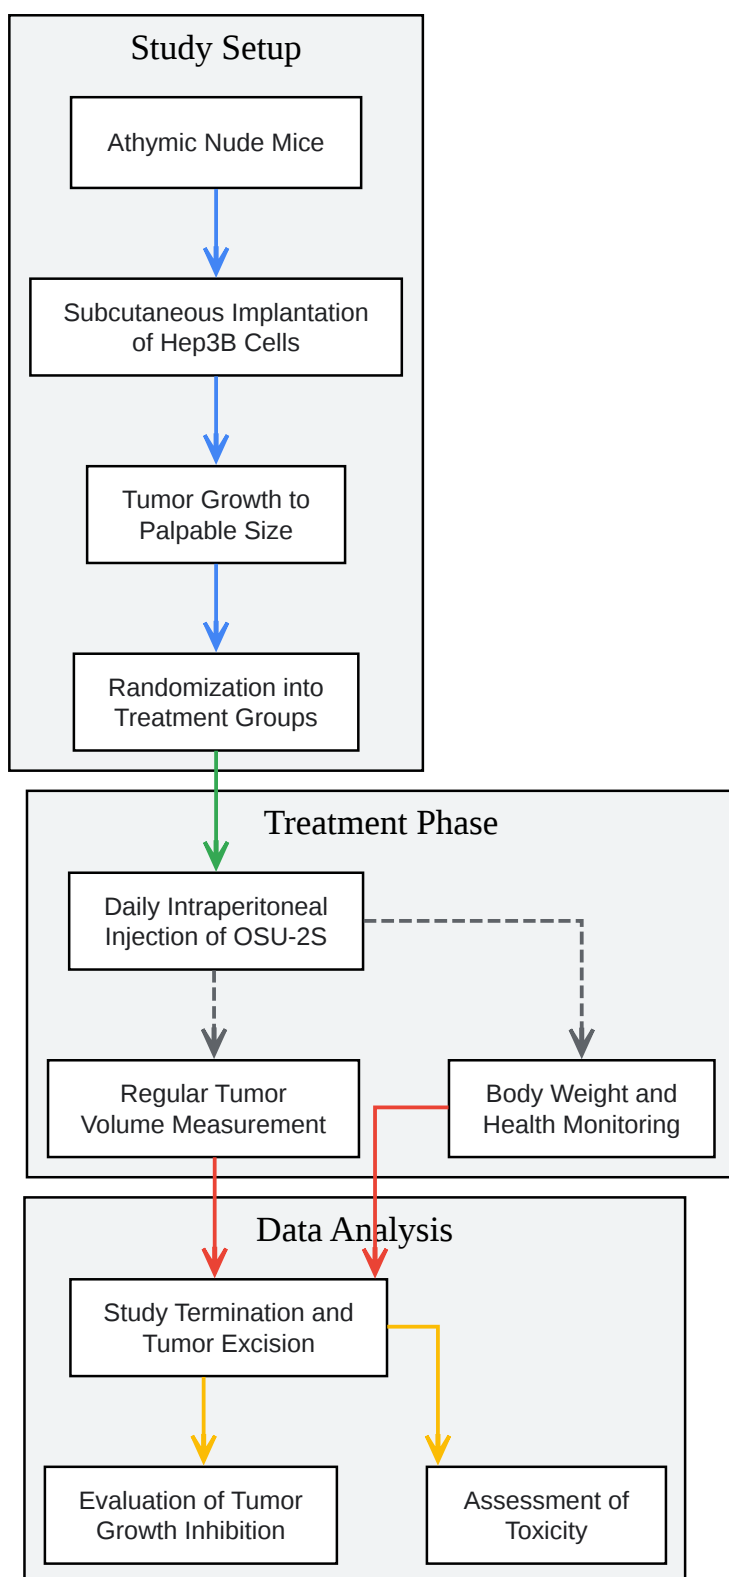 Study Setup
Athymic Nude Mice
Subcutaneous Implantation
of Hep3B Cells
Tumor Growth to
Palpable Size
Randomization into
Treatment Groups
Treatment Phase
Daily Intraperitoneal
Injection of OSU-2S
Regular Tumor
Volume Measurement
Body Weight and
Health Monitoring
Data Analysis
Study Termination and
Tumor Excision
Evaluation of Tumor
Growth Inhibition
Assessment of
Toxicity